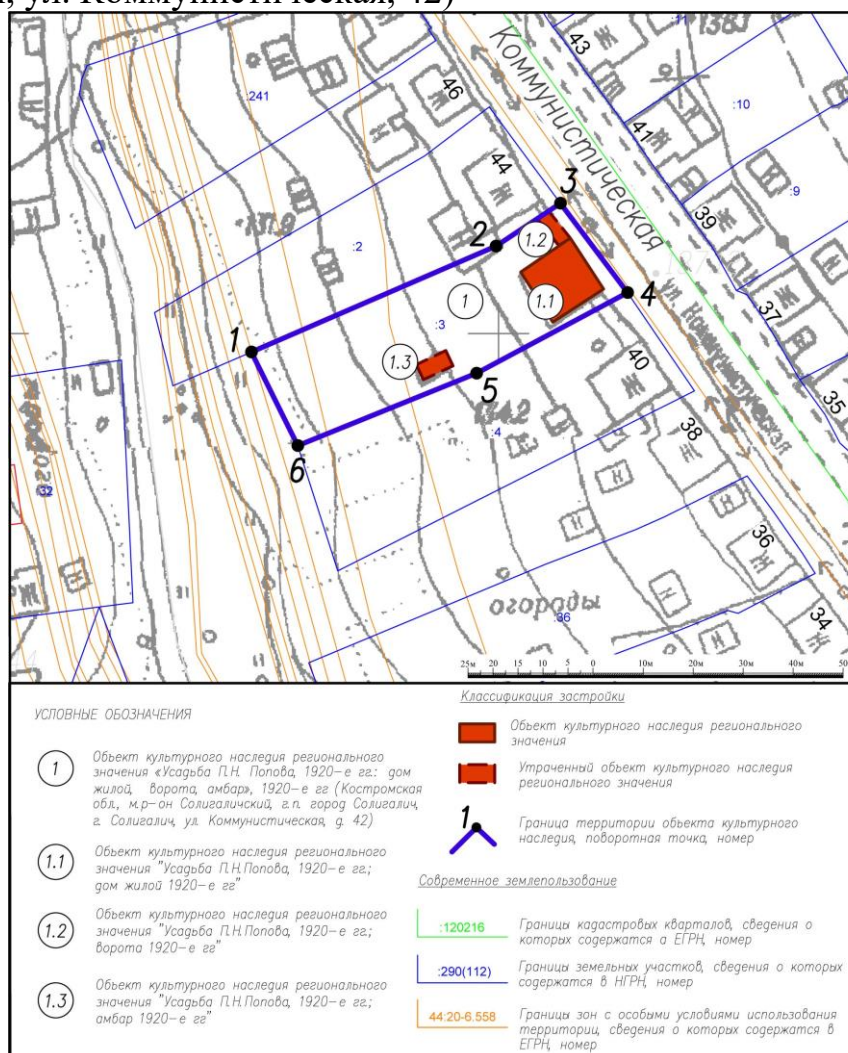 , ул. Коммунистическая, 42)
:241
:2
:3
:4
:36
32
:10
:9
1379
1742
46
44
40
38
36
34
43
41
39
37
35
Коммунистическая
ул. Коммунистическая
огороды
1
2
3
4
5
6
1
1.1
1.2
1.3
25м 20 15 10 5 0 10м 20м 30м 40м 50
УСЛОВНЫЕ ОБОЗНАЧЕНИЯ
1
Объект культурного наследия регионального
значения «Усадьба П.Н. Попова, 1920-е гг.: дом
жилой, ворота, амбар», 1920-е гг (Костромская
обл., м.р-он Солигаличский, г.п. город Солигалич,
г. Солигалич, ул. Коммунистическая, д. 42)
1.1
Объект культурного наследия регионального
значения "Усадьба П.Н.Попова, 1920-е гг.;
дом жилой 1920-е гг"
1.2
Объект культурного наследия регионального
значения "Усадьба П.Н.Попова, 1920-е гг.;
ворота 1920-е гг"
1.3
Объект культурного наследия регионального
значения "Усадьба П.Н.Попова, 1920-е гг.;
амбар 1920-е гг"
Классификация застройки
Объект культурного наследия регионального
значения
Утраченный объект культурного наследия
регионального значения
1
Граница территории объекта культурного
наследия, поворотная точка, номер
Современное землепользование
:120216
Границы кадастровых кварталов, сведения о
которых содержатся а ЕГРН, номер
:290(112)
Границы земельных участков, сведения о которых
содержатся в НГРН, номер
44:20-6.558
Границы зон с особыми условиями использования
территории, сведения о которых содержатся в
ЕГРН, номер